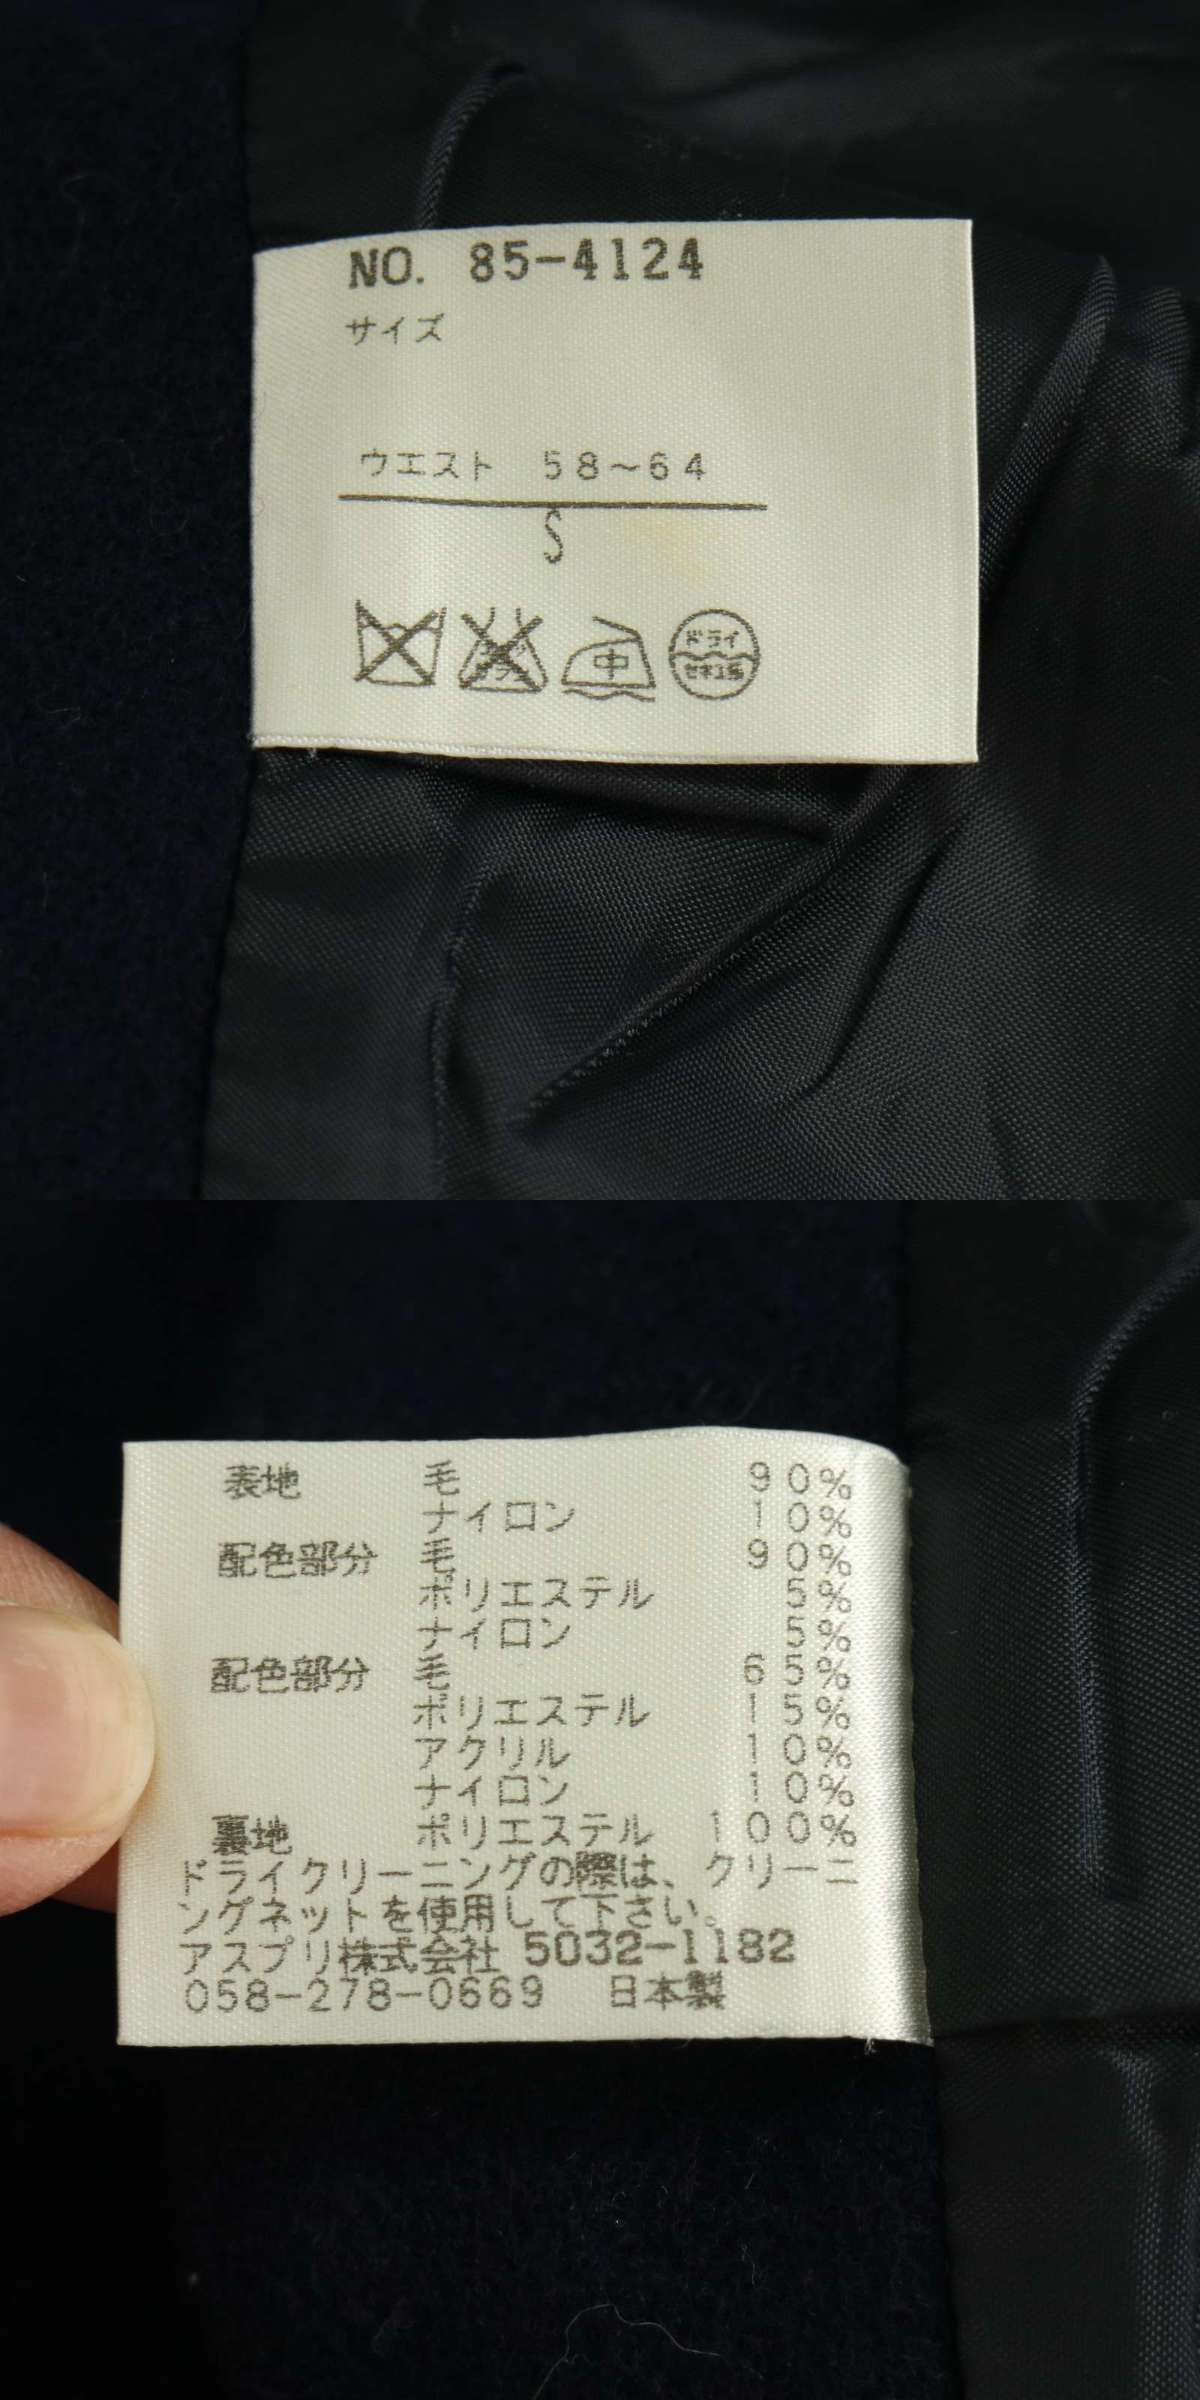 NO. 85-4124
サイズ
ウエスト 58～64
S
中
ドライ
セキユ系
表地 毛 90%
ナイロン 10%
配色部分 毛 90%
ポリエステル 5%
ナイロン 5%
配色部分 毛 65%
ポリエステル 15%
アクリル 10%
ナイロン 10%
裏地 ポリエステル 100%
ドライクリーニングの際は、クリーニ
ングネットを使用して下さい。
アスプリ株式会社 5032-1182
058-278-0669 日本製